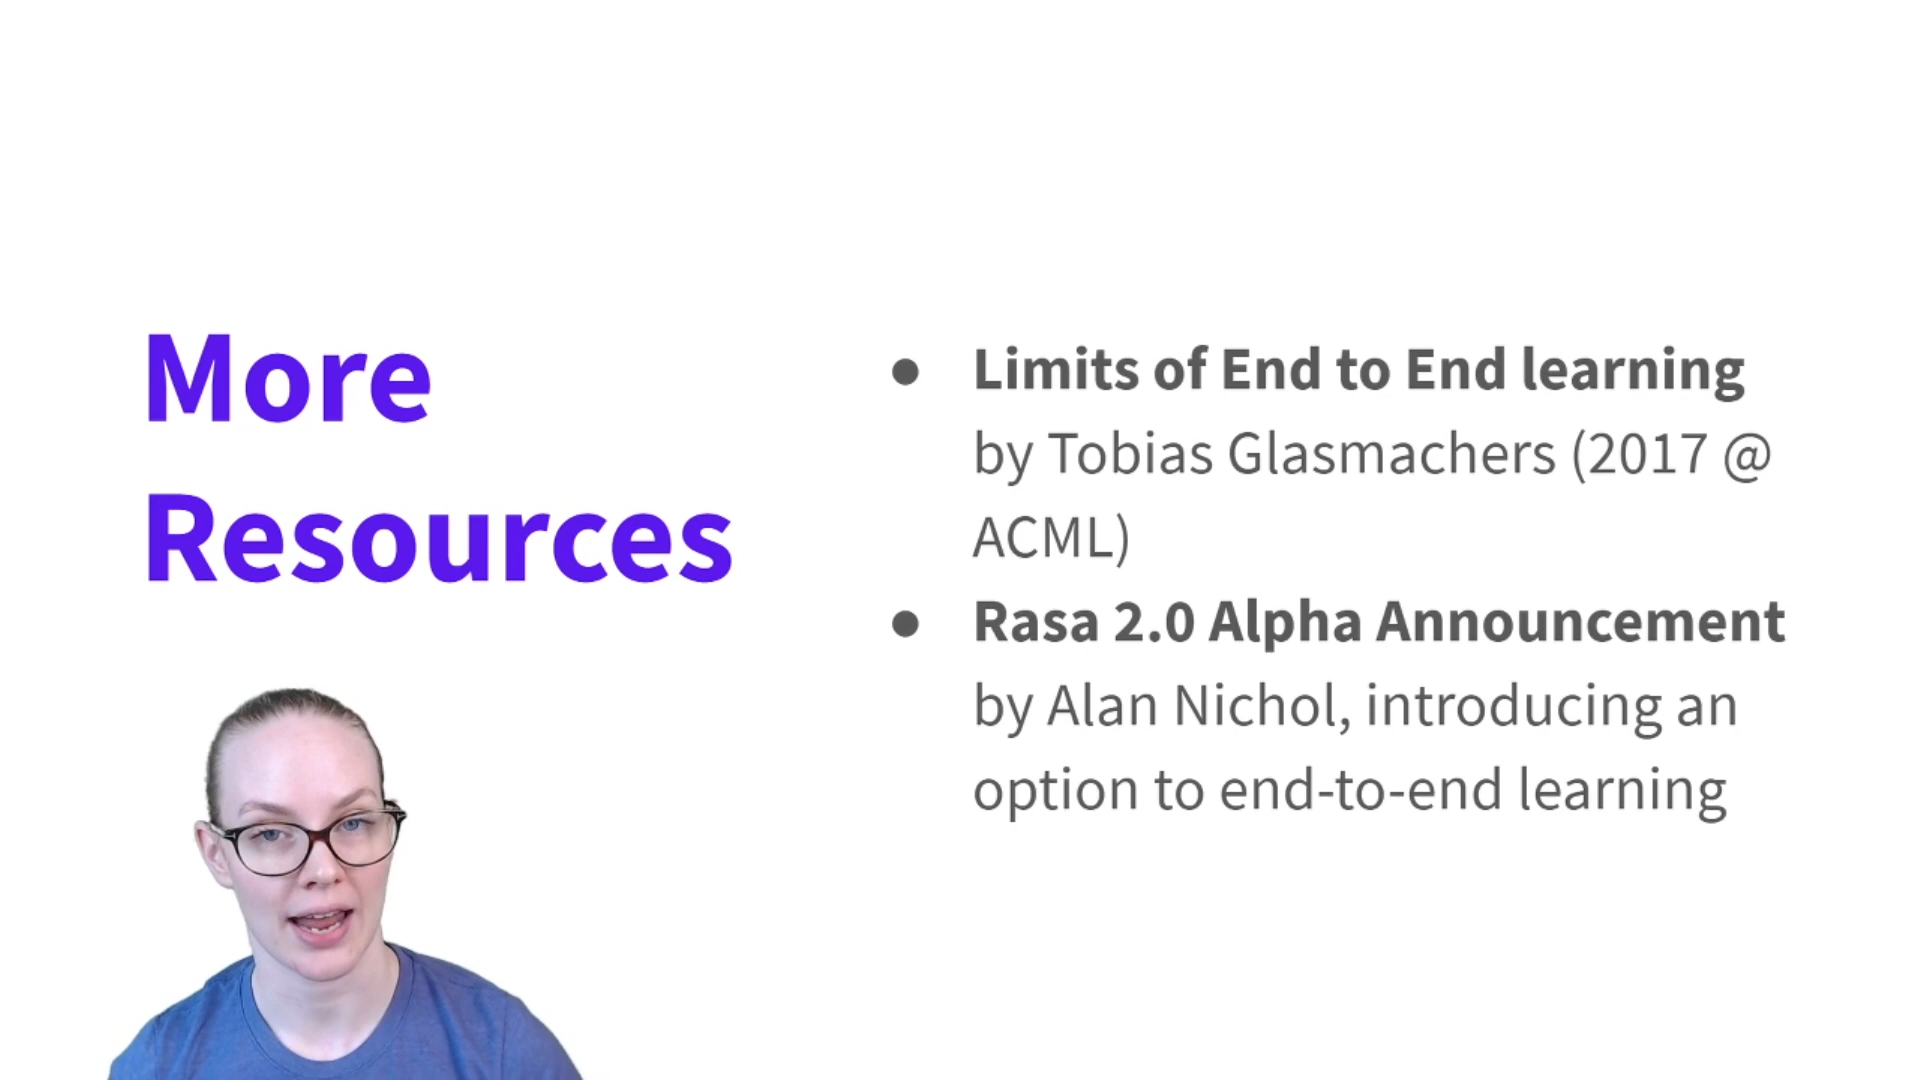 More
Resources
● Limits of End to End learning
by Tobias Glasmachers (2017 @
ACML)
● Rasa 2.0 Alpha Announcement
by Alan Nichol, introducing an
option to end-to-end learning